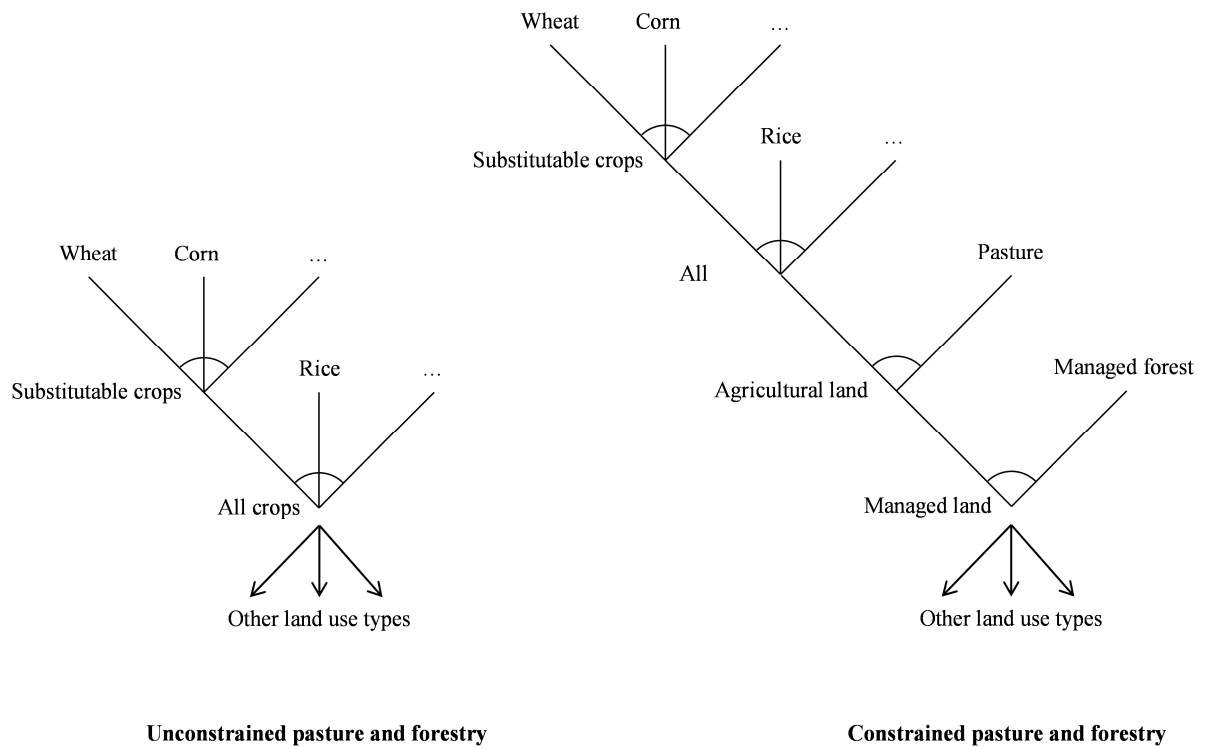 Wheat
Corn
…
Substitutable crops
Rice
…
All crops
Other land use types
Unconstrained pasture and forestry
Wheat
Corn
…
Substitutable crops
Rice
…
All
Pasture
Agricultural land
Managed forest
Managed land
Other land use types
Constrained pasture and forestry